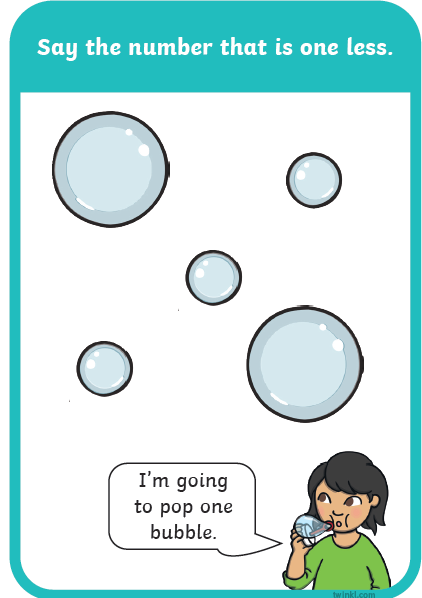 Say the number that is one less.
I'm going
to pop one
bubble.
twinkl.com